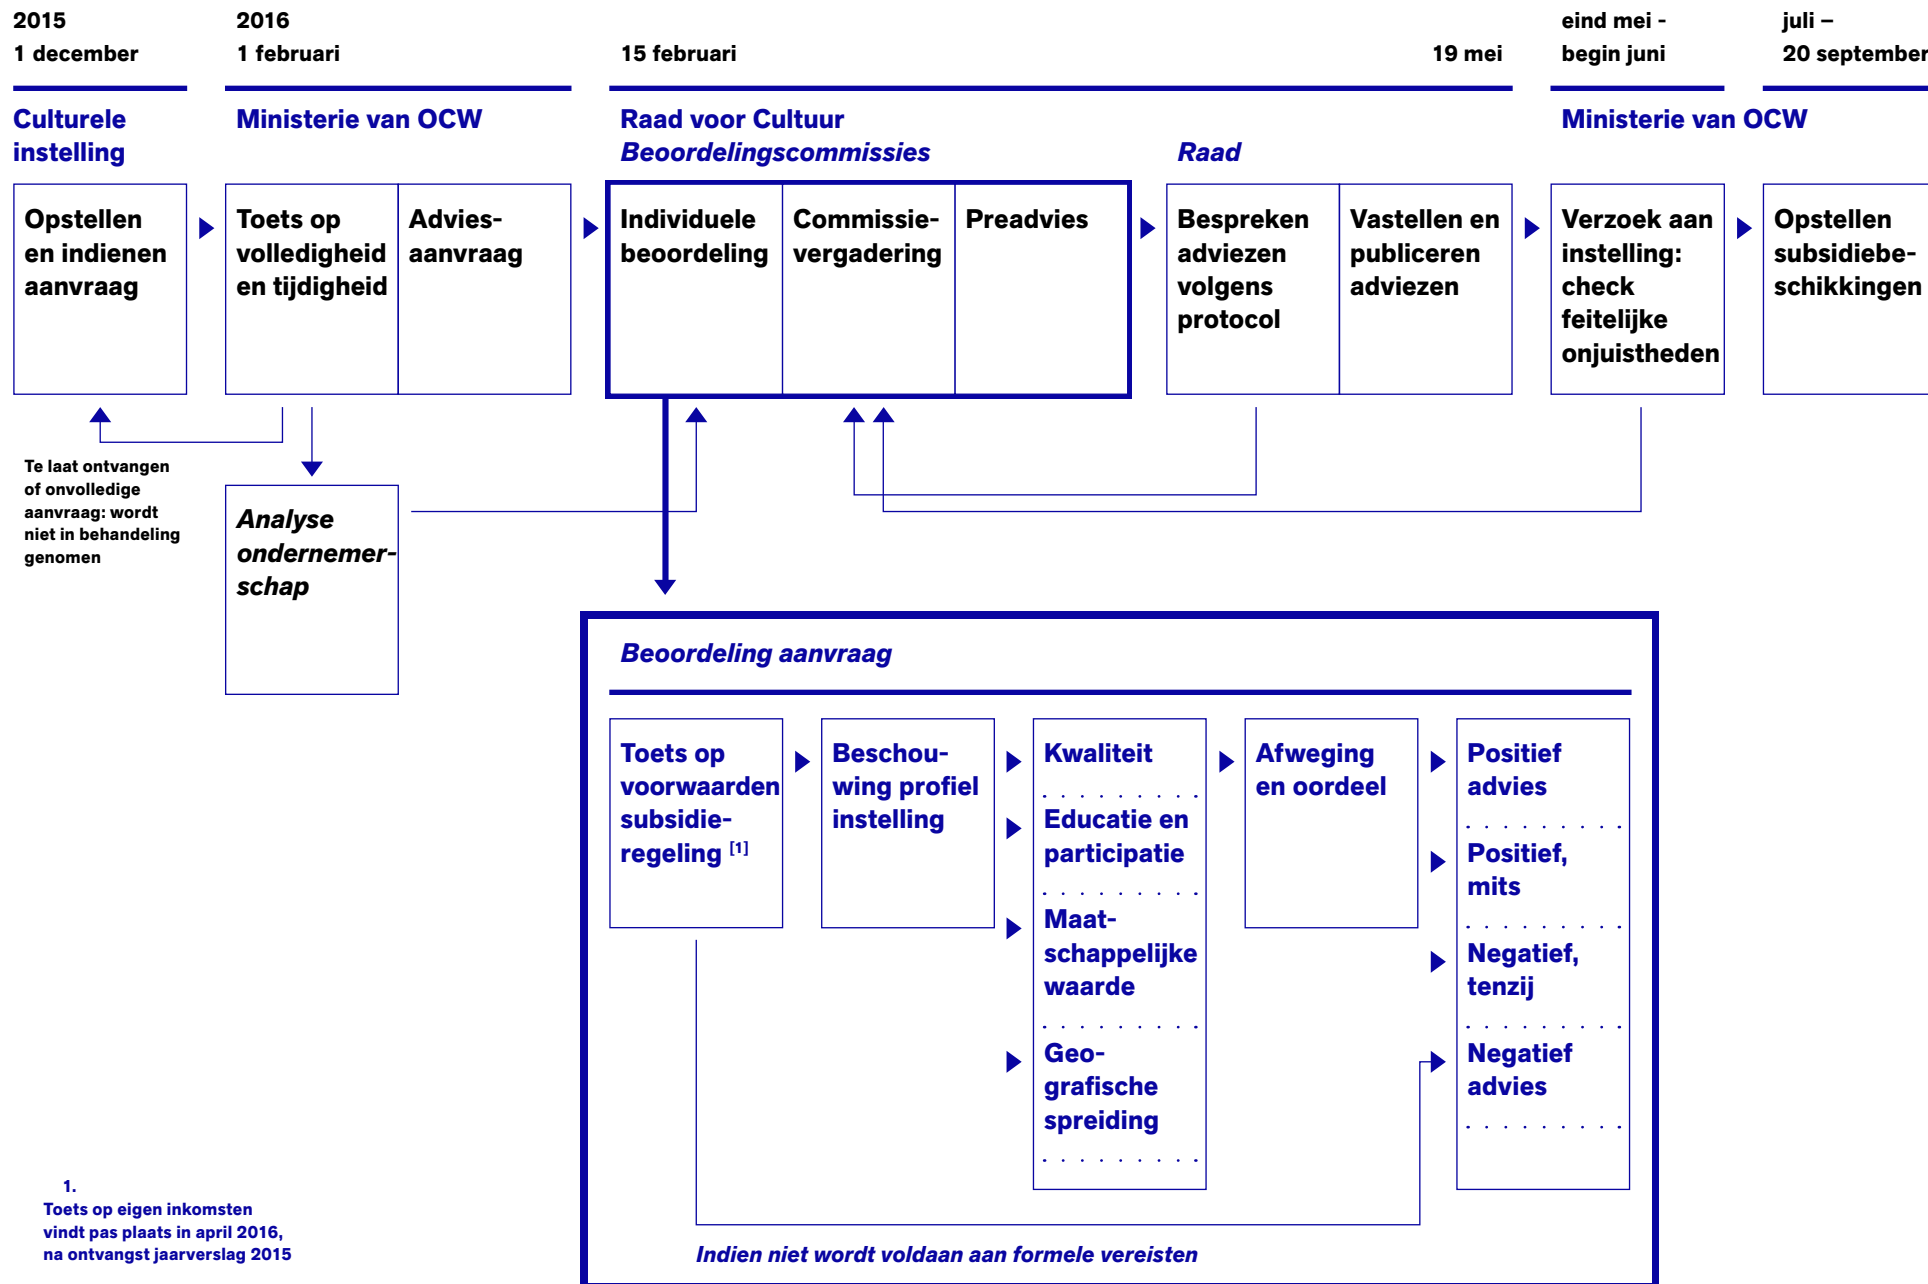 2015
1 december
2016
1 februari
15 februari
19 mei
eind mei -
begin juni
juli –
20 september
Culturele
instelling
Ministerie van OCW
Raad voor Cultuur
Beoordelingscommissies
Raad
Ministerie van OCW
Opstellen
en indienen
aanvraag
Toets op
volledigheid
en tijdigheid
Advies-
aanvraag
Individuele
beoordeling
Commissie-
vergadering
Preadvies
Bespreken
adviezen
volgens
protocol
Vastellen en
publiceren
adviezen
Verzoek aan
instelling:
check
feitelijke
onjuistheden
Opstellen
subsidiebe-
schikkingen
Te laat ontvangen
of onvolledige
aanvraag: wordt
niet in behandeling
genomen
Analyse
ondernemer-
schap
Beoordeling aanvraag
Toets op
voorwaarden
subsidie-
regeling [1]
Beschou-
wing profiel
instelling
Kwaliteit
Educatie en
participatie
Maat-
schappelijke
waarde
Geo-
grafische
spreiding
Afweging
en oordeel
Positief
advies
Positief,
mits
Negatief,
tenzij
Negatief
advies
Indien niet wordt voldaan aan formele vereisten
1.
Toets op eigen inkomsten
vindt pas plaats in april 2016,
na ontvangst jaarverslag 2015